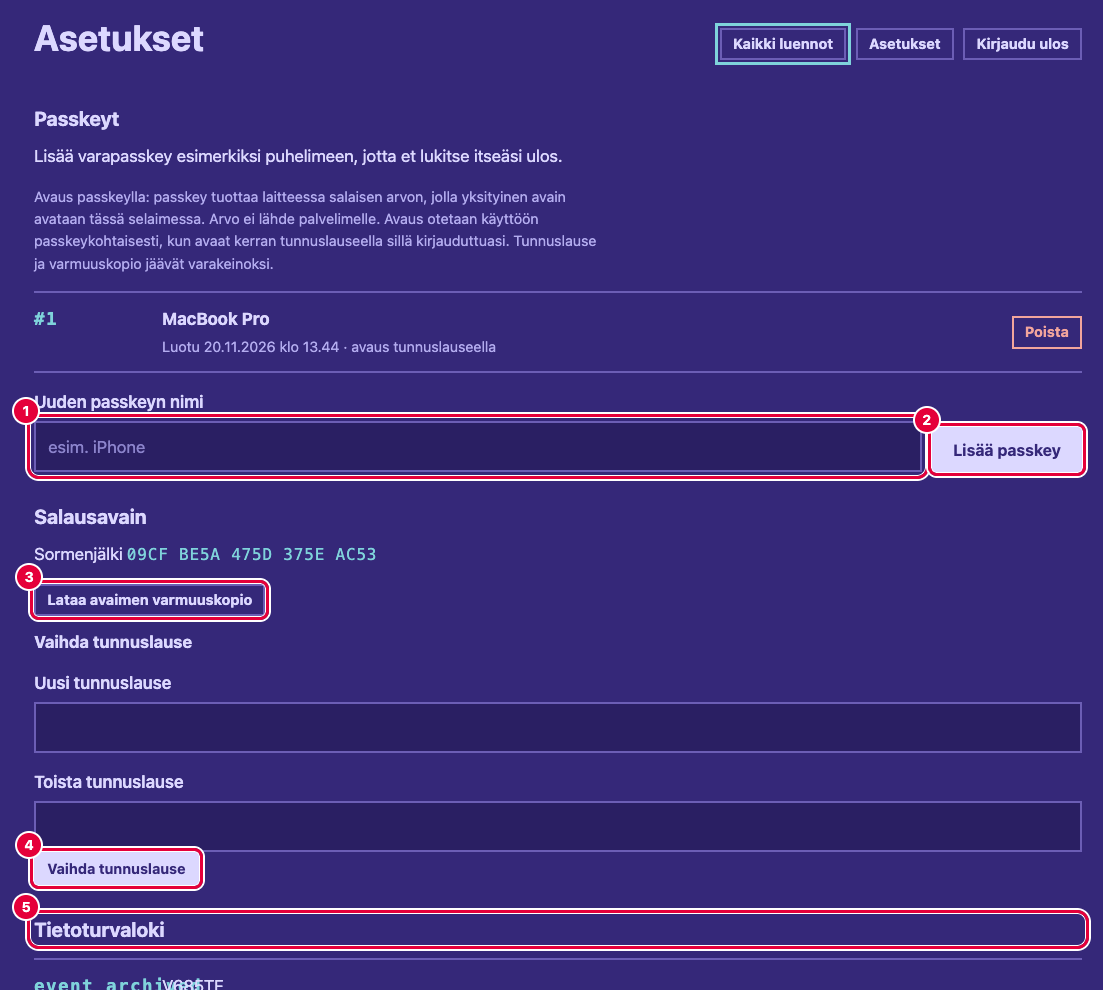 Asetukset
Kaikki luennot
Asetukset
Kirjaudu ulos
Passkeyt
Lisää varapasskey esimerkiksi puhelimeen, jotta et lukitse itseäsi ulos.
Avaus passkeylla: passkey tuottaa laitteessa salaisen arvon, jolla yksityinen avain
avataan tässä selaimessa. Arvo ei lähde palvelimelle. Avaus otetaan käyttöön
passkeykohtaisesti, kun avaat kerran tunnuslauseella sillä kirjauduttuasi. Tunnuslause
ja varmuuskopio jäävät varakeinoksi.
#1
MacBook Pro
Poista
Luotu 20.11.2026 klo 13.44 · avaus tunnuslauseella
1
Uuden passkeyn nimi
2
esim. iPhone
Lisää passkey
Salausavain
Sormenjälki 09CF BE5A 475D 375E AC53
3
Lataa avaimen varmuuskopio
Vaihda tunnuslause
Uusi tunnuslause
Toista tunnuslause
4
Vaihda tunnuslause
5
Tietoturvaloki